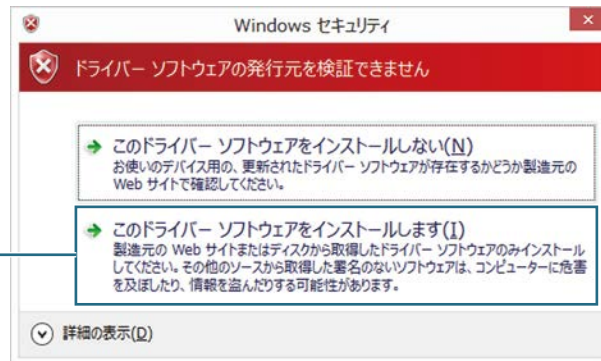 Windows セキュリティ
ドライバー ソフトウェアの発行元を検証できません
このドライバー ソフトウェアをインストールしない(N)
お使いのデバイス用の、更新されたドライバー ソフトウェアが存在するかどうか製造元の
Web サイトで確認してください。
このドライバー ソフトウェアをインストールします(I)
製造元の Web サイトまたはディスクから取得したドライバー ソフトウェアのみインストール
してください。その他のソースから取得した署名のないソフトウェアは、コンピューターに危害
を及ぼしたり、情報を盗んだりする可能性があります。
詳細の表示(D)